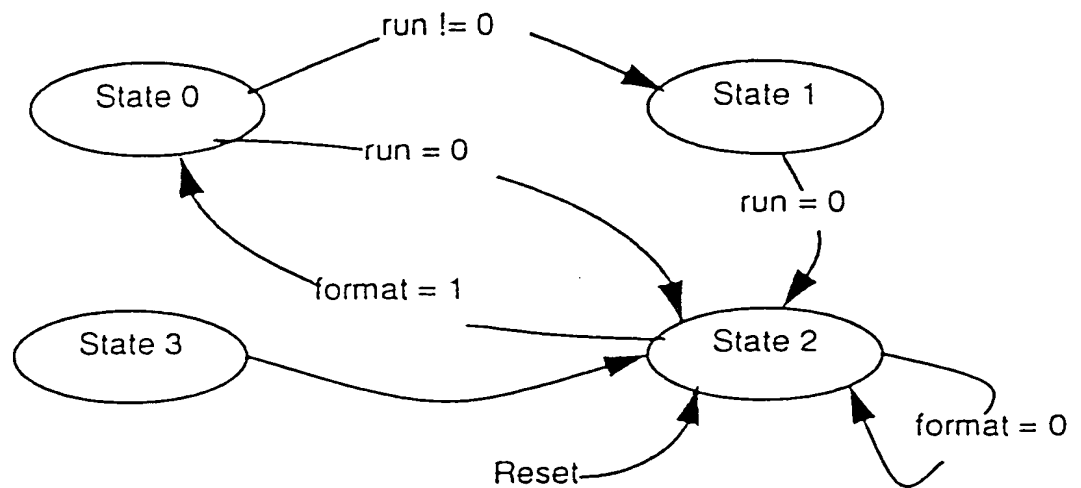 run != 0
State 0
State 1
run = 0
run = 0
format = 1
State 3
State 2
format = 0
Reset